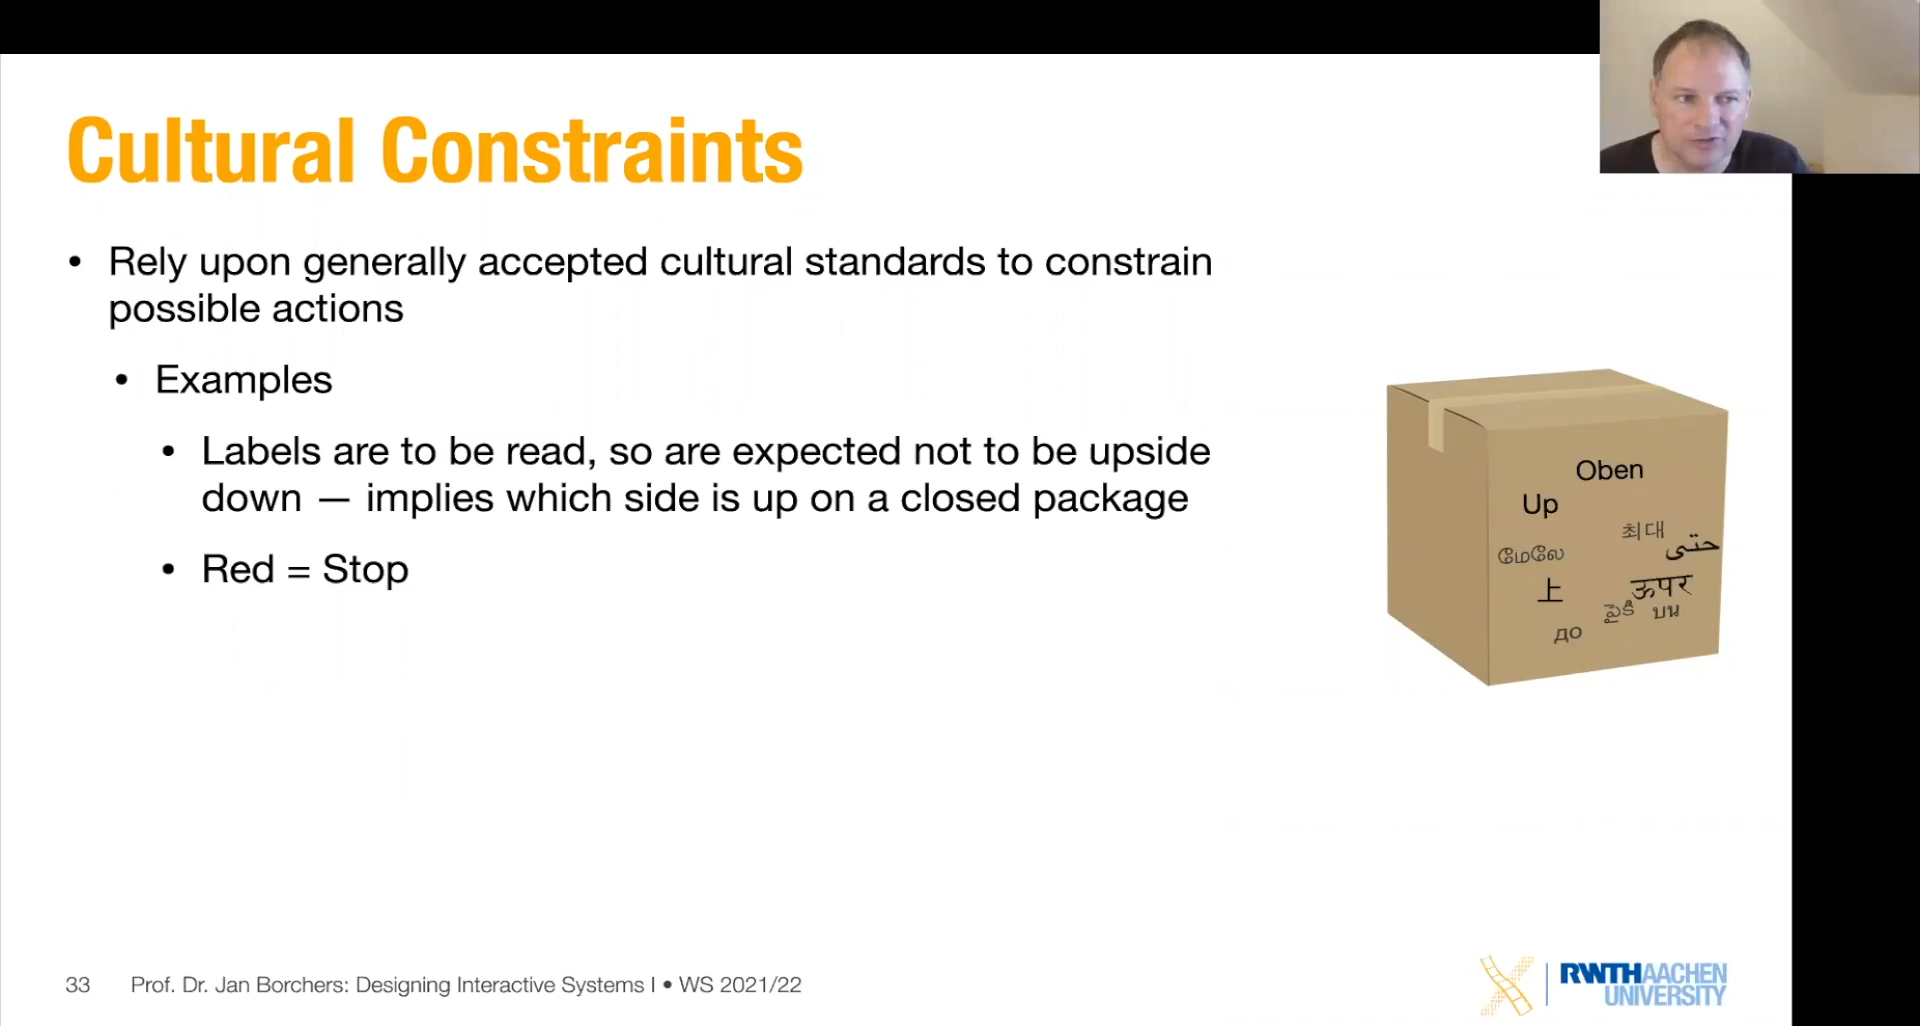 Cultural Constraints
• Rely upon generally accepted cultural standards to constrain
possible actions
• Examples
• Labels are to be read, so are expected not to be upside
down — implies which side is up on a closed package
• Red = Stop
Oben
Up
최대
حتى
மேலே
上
ऊपर
పైకి
บน
до
33 Prof. Dr. Jan Borchers: Designing Interactive Systems I • WS 2021/22
RWTHAACHEN
UNIVERSITY